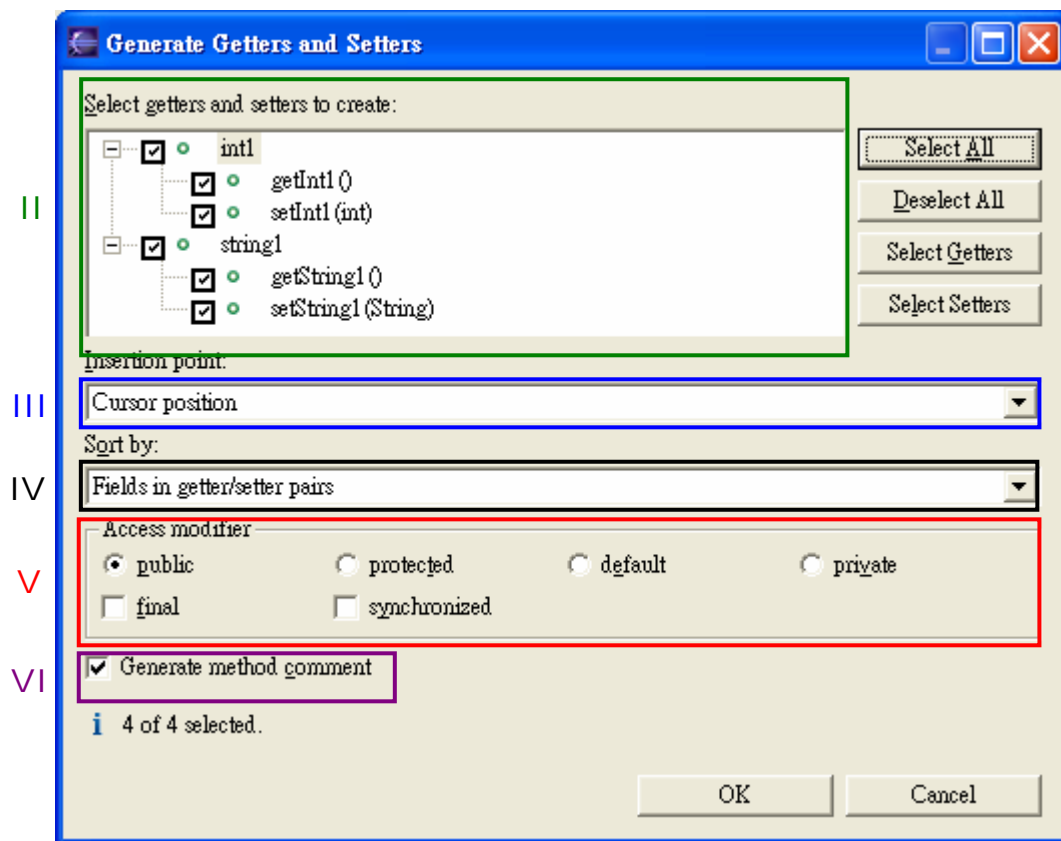 Generate Getters and Setters
Select getters and setters to create:
int1
getInt1 ()
setInt1 (int)
string1
getString1 ()
setString1 (String)
Select All
Deselect All
Select Getters
Select Setters
II
Insertion point:
III
Cursor position
Sort by:
IV
Fields in getter/setter pairs
Access modifier
V
public
protected
default
private
final
synchronized
VI
Generate method comment
i 4 of 4 selected.
OK
Cancel